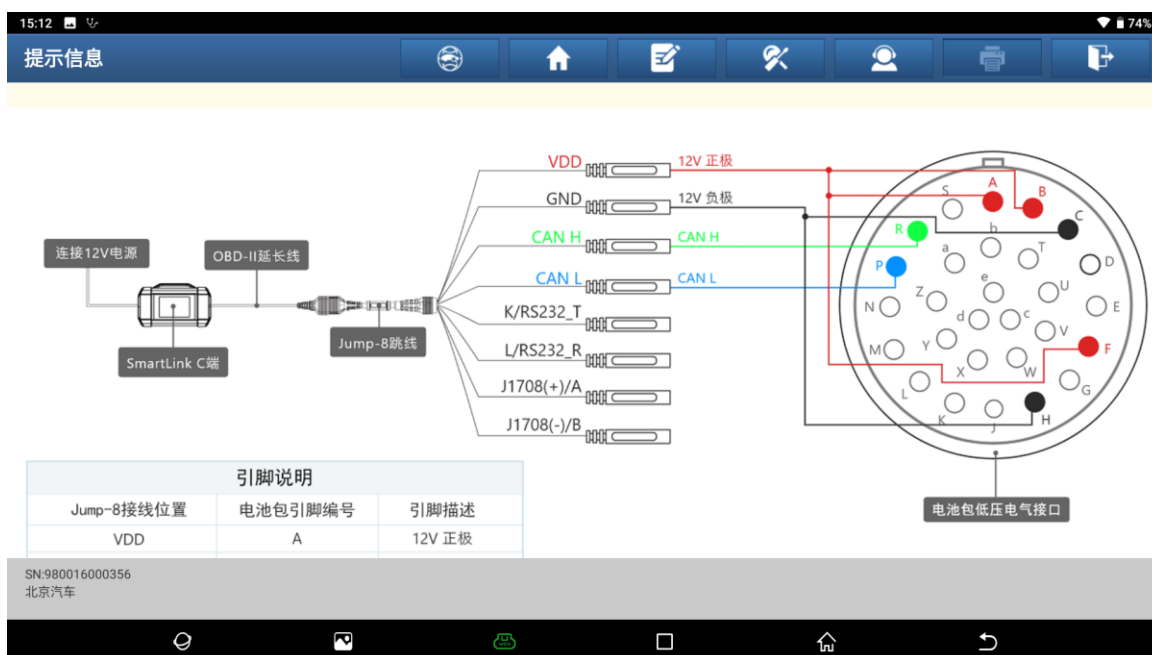 15:12
74%
提示信息
VDD
12V 正极
GND
12V 负极
CAN H
CAN H
CAN L
CAN L
K/RS232_T
L/RS232_R
J1708(+)/A
J1708(-)/B
连接12V电源
OBD-II延长线
SmartLink C端
Jump-8跳线
S
A
B
C
R
b
T
a
D
P
e
U
N
Z
d
c
E
V
M
Y
F
X
W
L
G
K
J
H
电池包低压电气接口
引脚说明
Jump-8接线位置 电池包引脚编号 引脚描述
VDD A 12V 正极
SN:980016000356
北京汽车